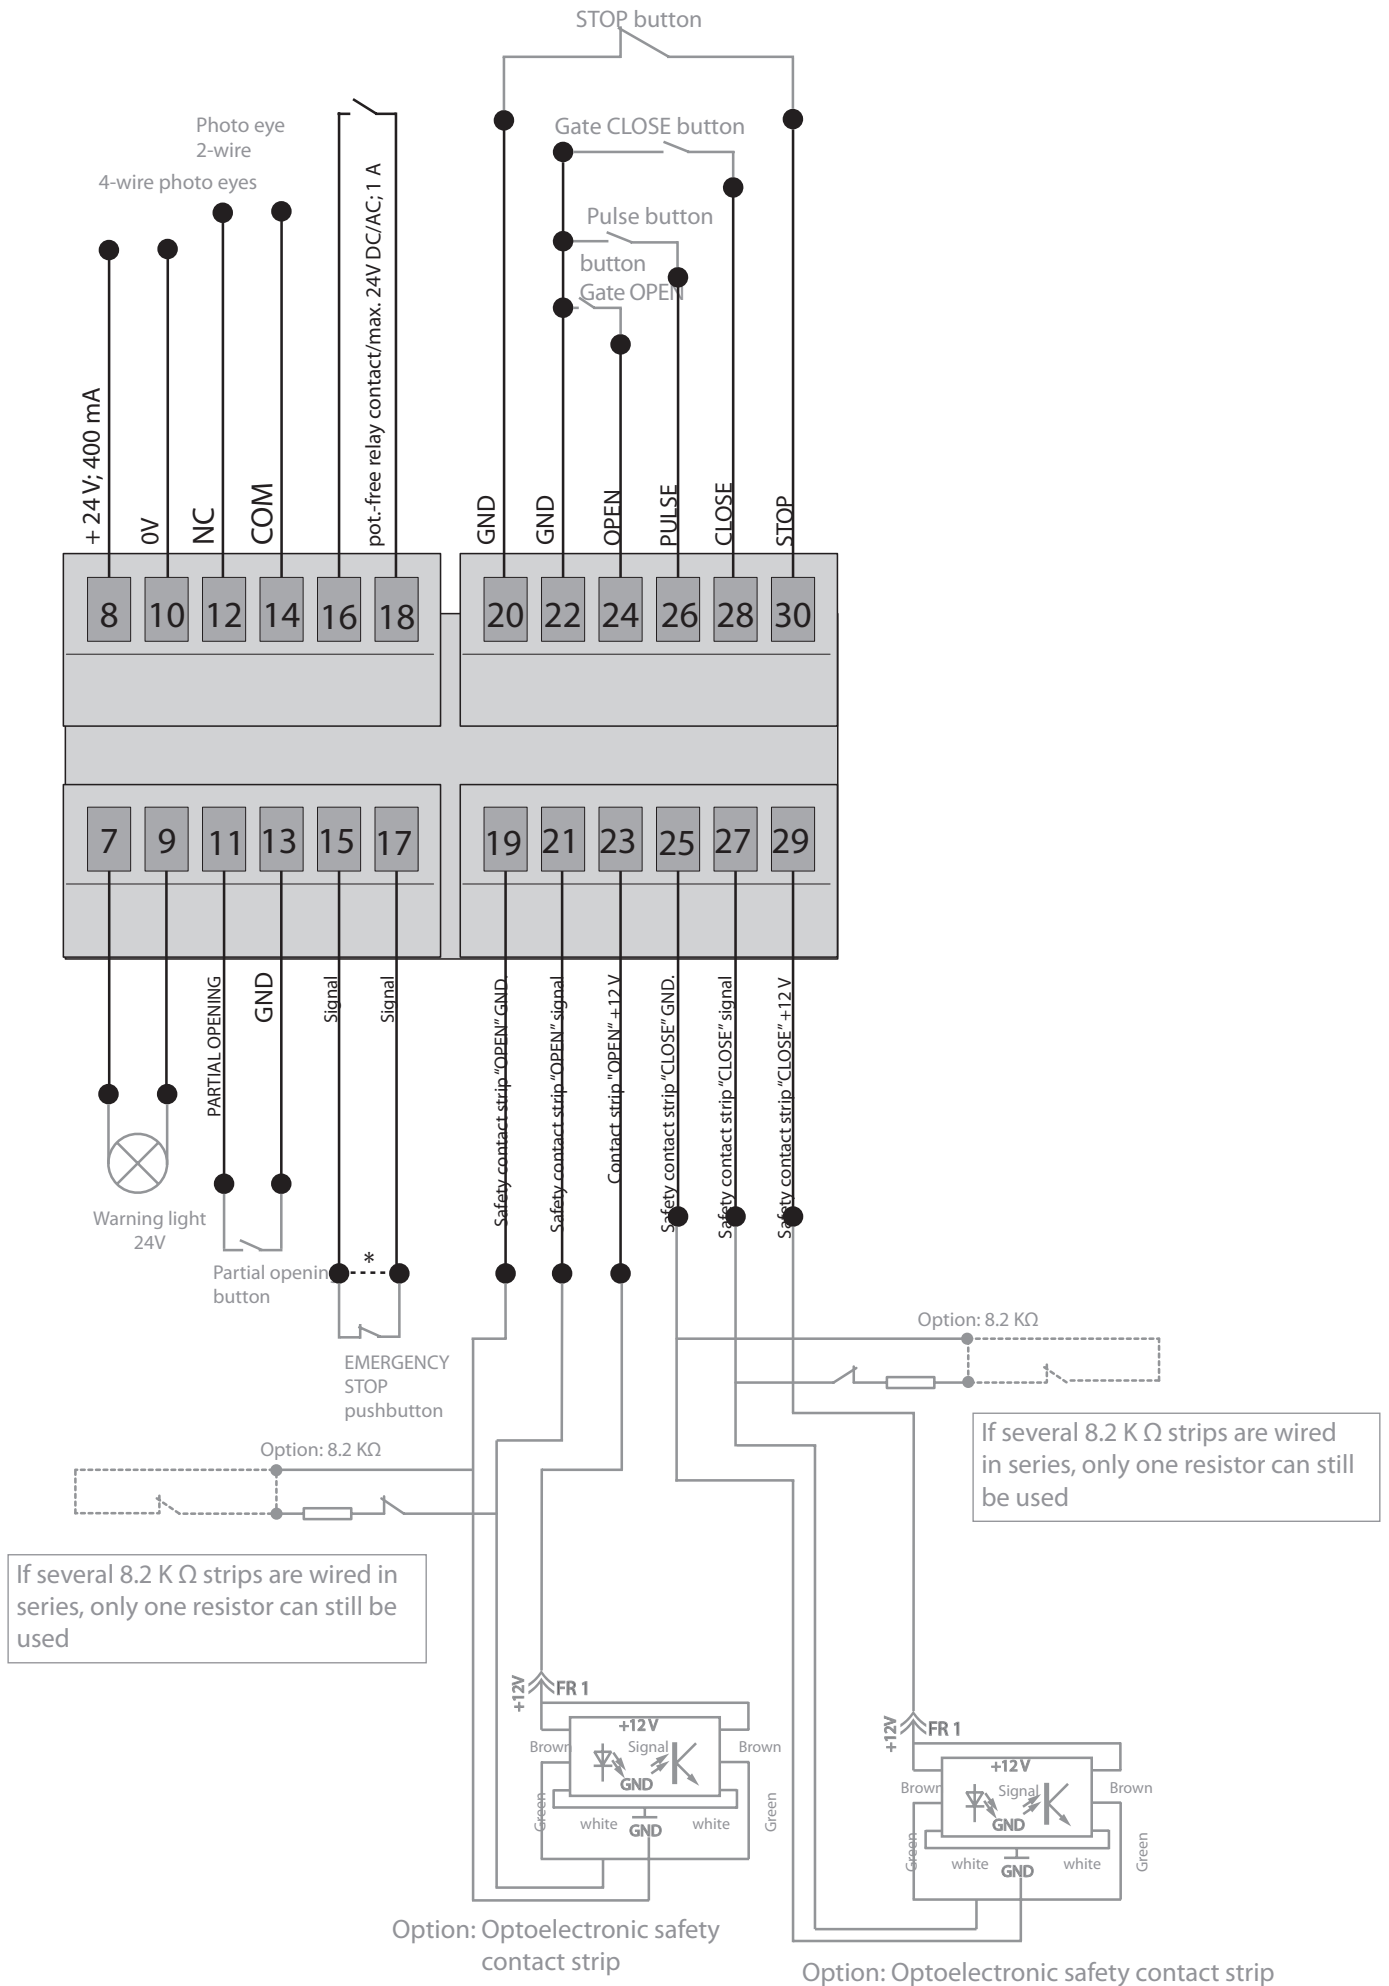 STOP button
Photo eye
2-wire
4-wire photo eyes
Gate CLOSE button
Pulse button
button
Gate OPEN
+ 24 V; 400 mA
0V
NC
COM
pot.-free relay contact/max. 24V DC/AC; 1 A
GND
GND
OPEN
PULSE
CLOSE
STOP
8
10
12
14
16
18
20
22
24
26
28
30
7
9
11
13
15
17
19
21
23
25
27
29
PARTIAL OPENING
GND
Signal
Signal
Safety contact strip "OPEN" GND.
Safety contact strip "OPEN" signal
Contact strip "OPEN" +12 V
Safety contact strip "CLOSE" GND.
Safety contact strip "CLOSE" signal
Safety contact strip "CLOSE" +12 V
Warning light
24V
*
Partial opening
button
EMERGENCY
STOP
pushbutton
Option: 8.2 KΩ
If several 8.2 K Ω strips are wired
in series, only one resistor can still
be used
Option: 8.2 KΩ
If several 8.2 K Ω strips are wired in
series, only one resistor can still be
used
+12V
FR 1
+12 V
Brown
Signal
Brown
GND
Green
white
GND
white
Green
+12V
FR 1
+12 V
Brown
Signal
Brown
GND
Green
white
GND
white
Green
Option: Optoelectronic safety
contact strip
Option: Optoelectronic safety contact strip